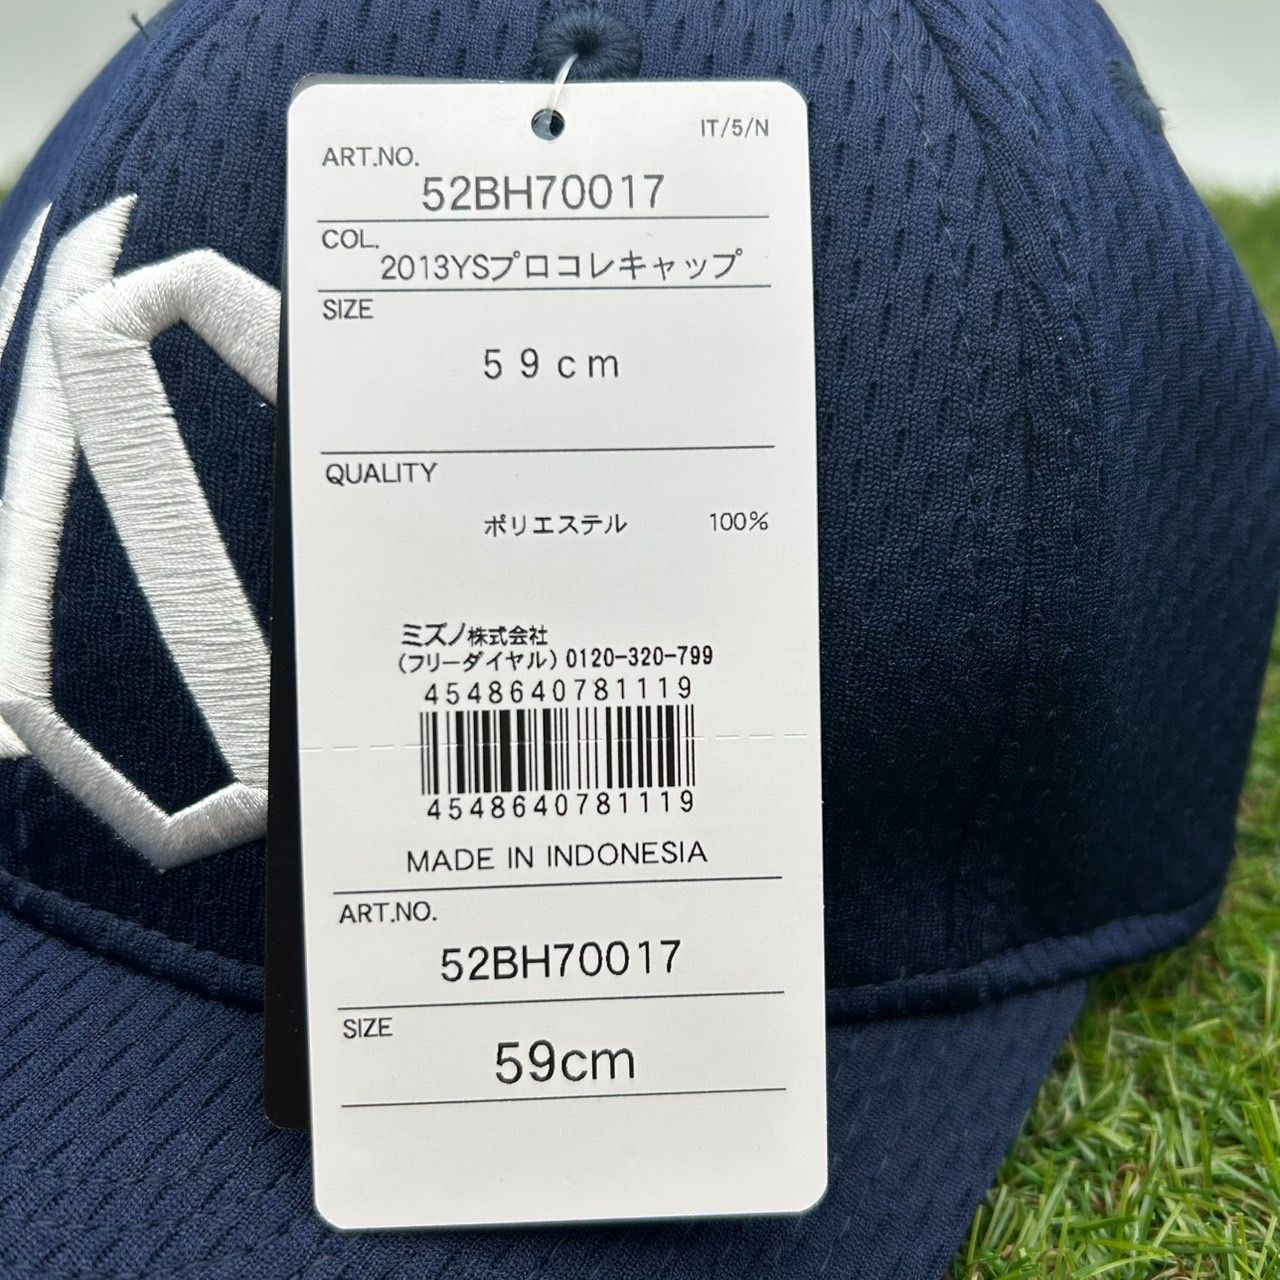 IT/5/N
ART.NO.
52BH70017
COL.
2013YSプロコレキャップ
SIZE
59cm
QUALITY
ポリエステル 100%
ミズノ株式会社
(フリーダイヤル) 0120-320-799
4548640781119
4548640781119
MADE IN INDONESIA
ART.NO.
52BH70017
SIZE
59cm